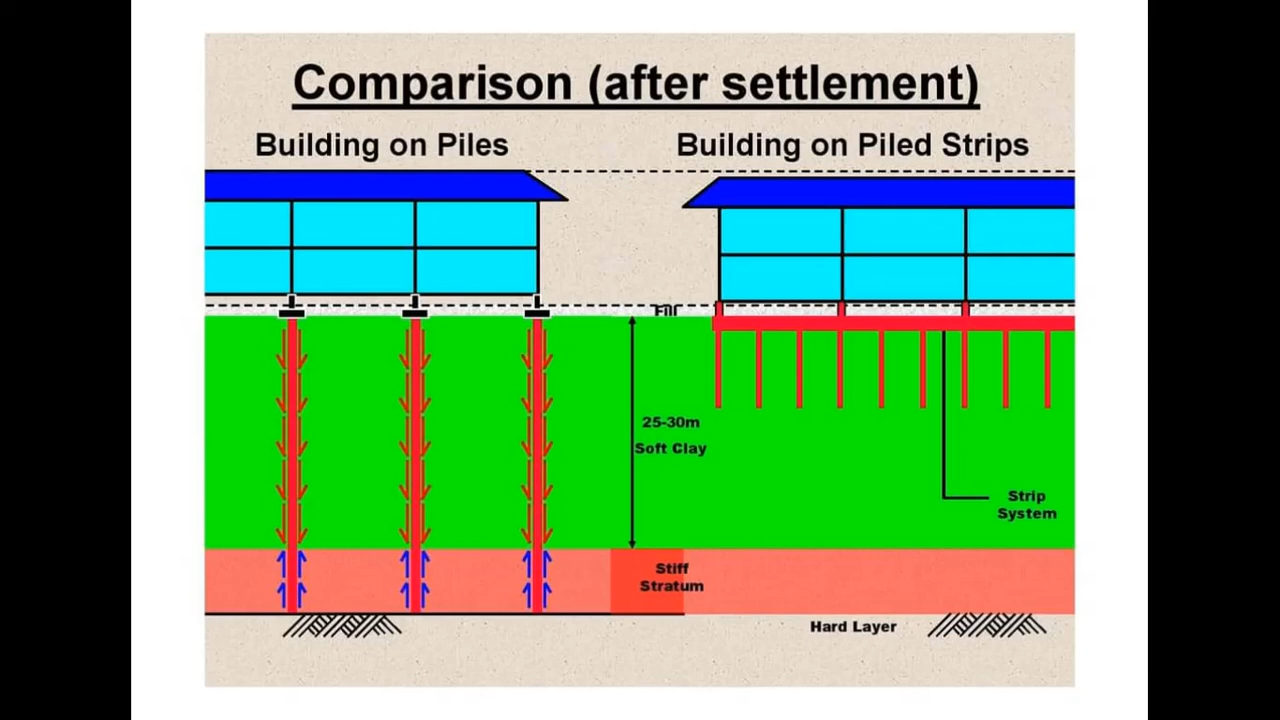 Comparison (after settlement)
Building on Piles
Building on Piled Strips
Fill
25-30m
Soft Clay
Strip
System
Stiff
Stratum
Hard Layer